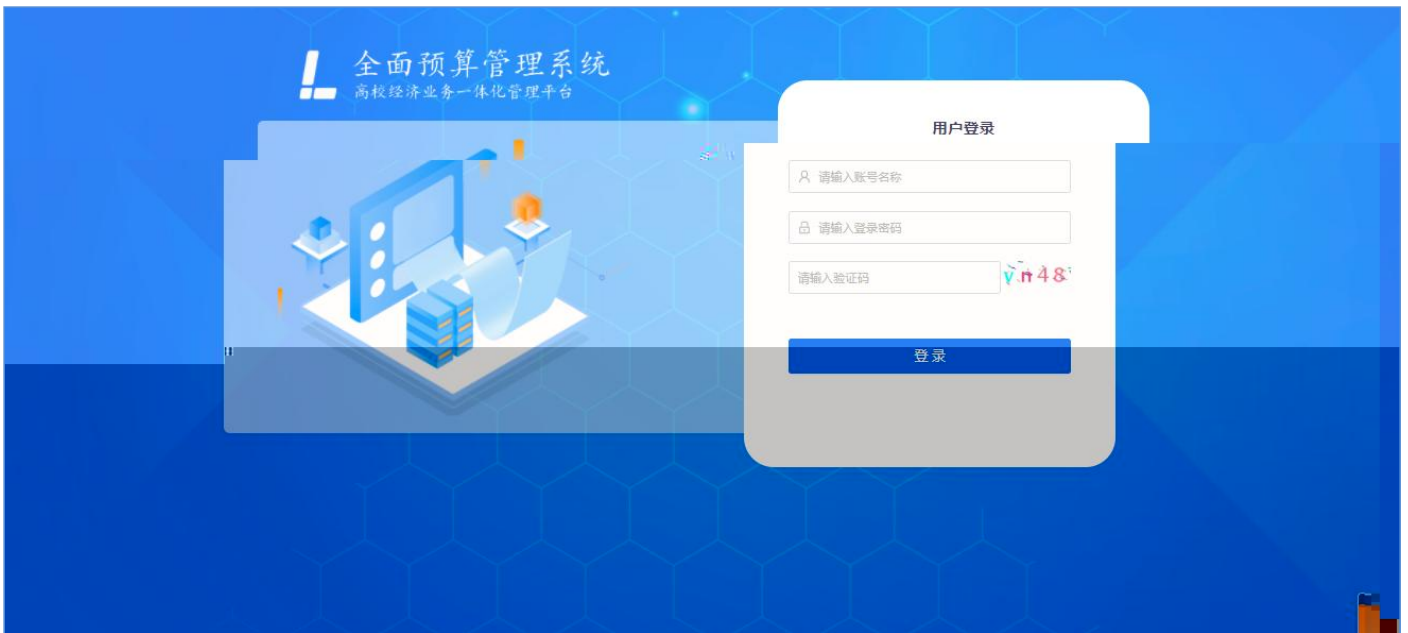 全面预算管理系统
高校经济业务一体化管理平台
用户登录
请输入账号名称
请输入登录密码
请输入验证码
登录